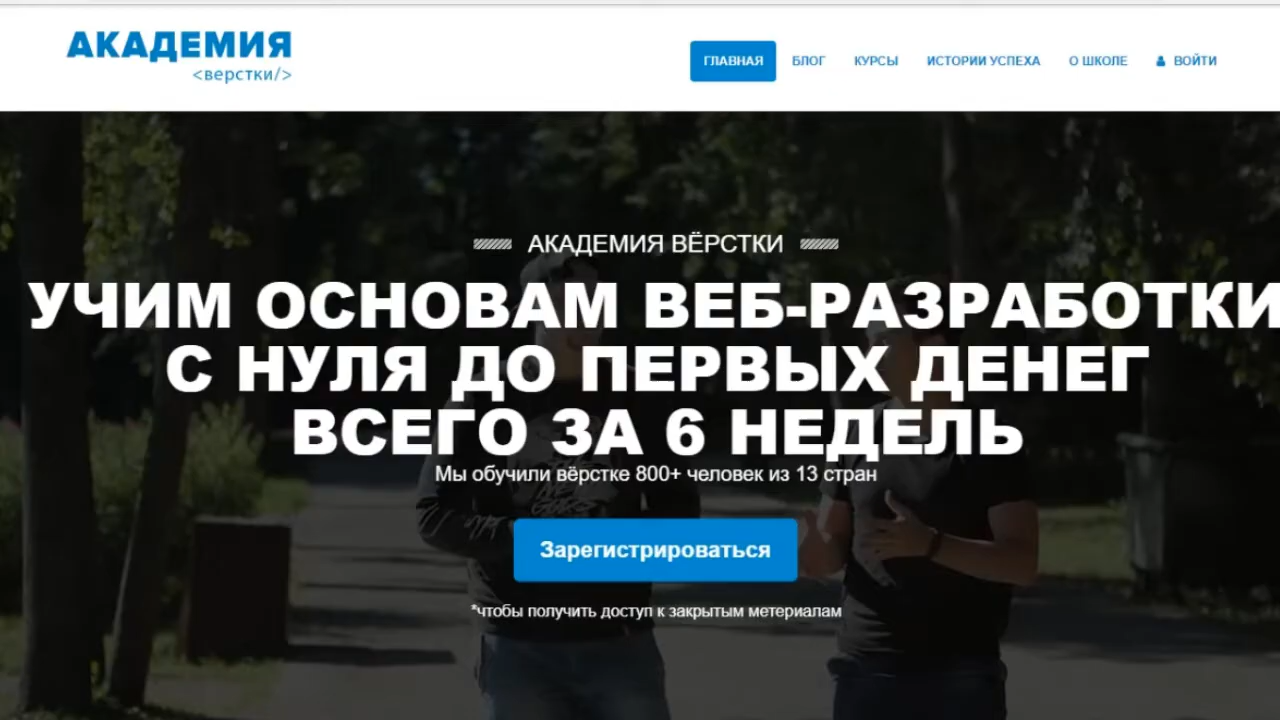 АКАДЕМИЯ
<верстки/>
ГЛАВНАЯ БЛОГ КУРСЫ ИСТОРИИ УСПЕХА О ШКОЛЕ ВОЙТИ
АКАДЕМИЯ ВЁРСТКИ
УЧИМ ОСНОВАМ ВЕБ-РАЗРАБОТКИ
С НУЛЯ ДО ПЕРВЫХ ДЕНЕГ
ВСЕГО ЗА 6 НЕДЕЛЬ
Мы обучили вёрстке 800+ человек из 13 стран
Зарегистрироваться
*чтобы получить доступ к закрытым метериалам